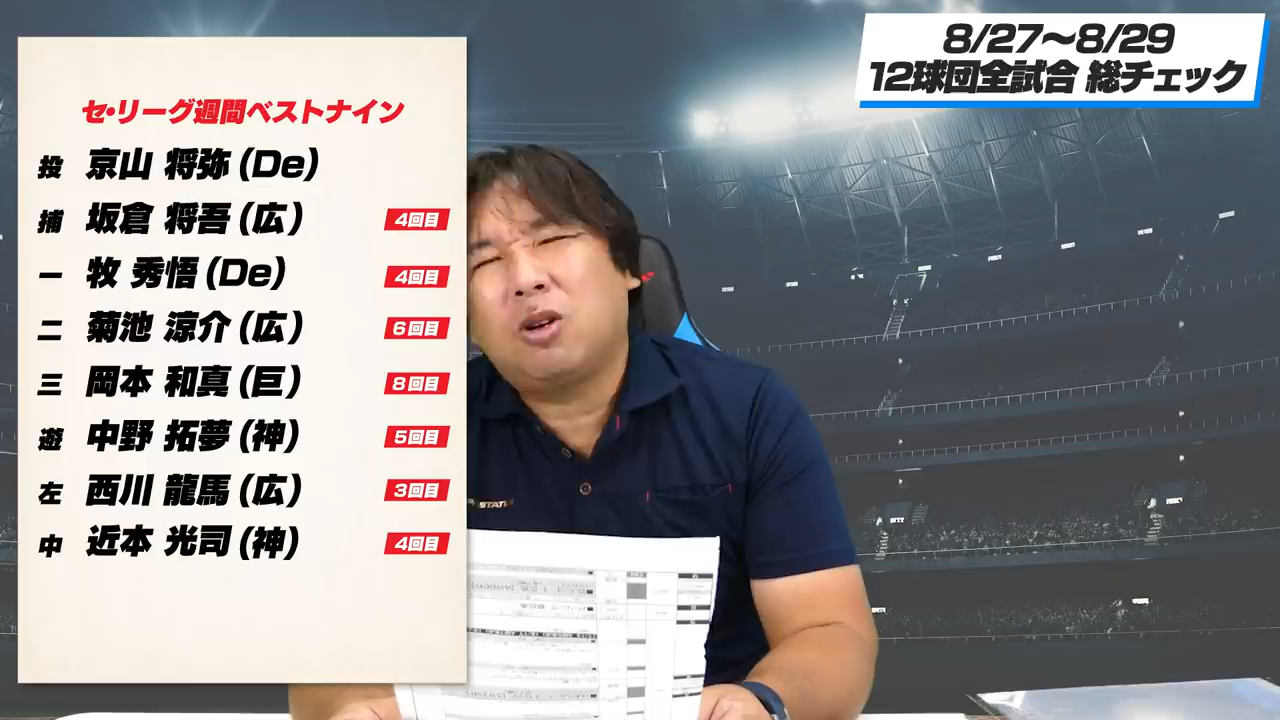 8/27〜8/29
12球団全試合 総チェック
セ・リーグ週間ベストナイン
投 京山 将弥(De)
捕 坂倉 将吾(広) 4回目
一 牧 秀悟(De) 4回目
二 菊池 涼介(広) 6回目
三 岡本 和真(巨) 8回目
遊 中野 拓夢(神) 5回目
左 西川 龍馬(広) 3回目
中 近本 光司(神) 4回目